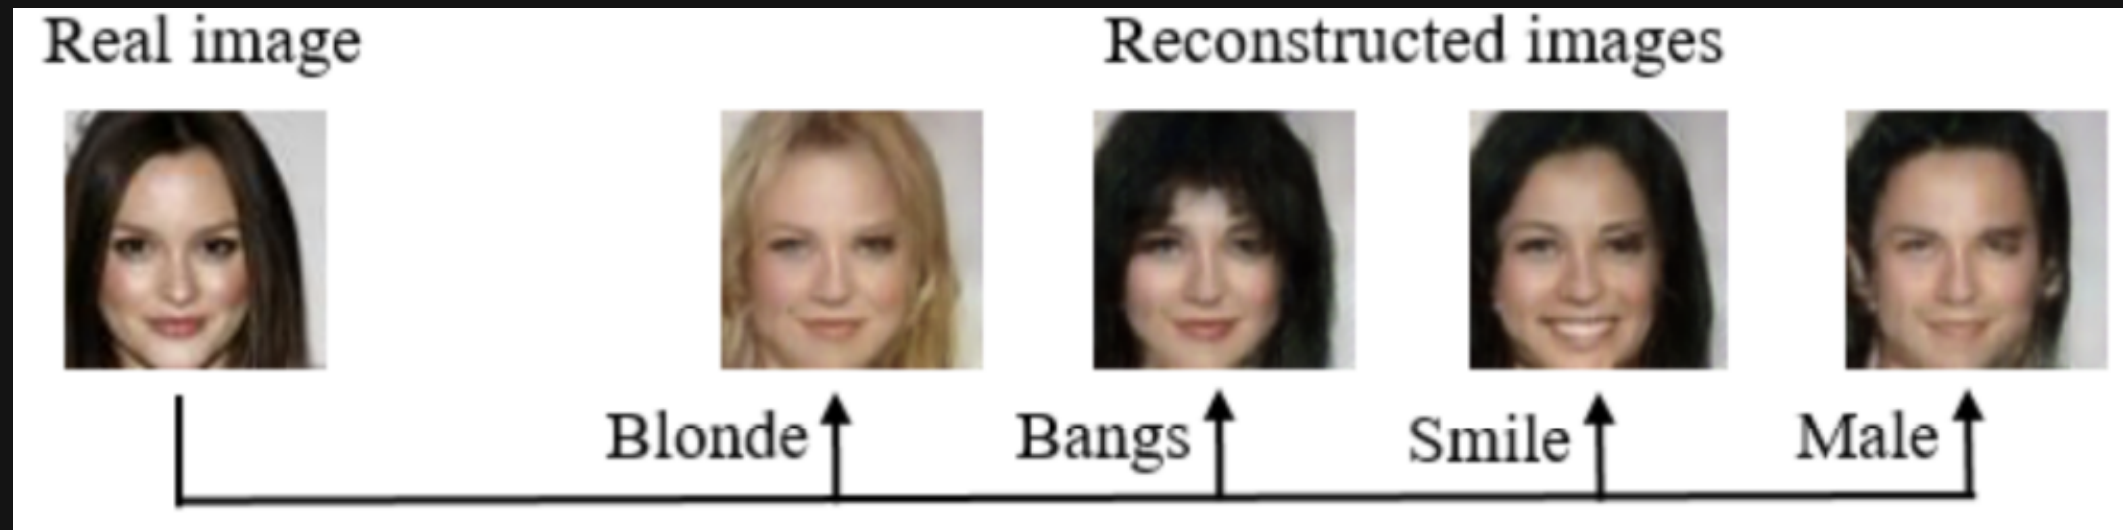 Real image
Reconstructed images
Blonde
Bangs
Smile
Male